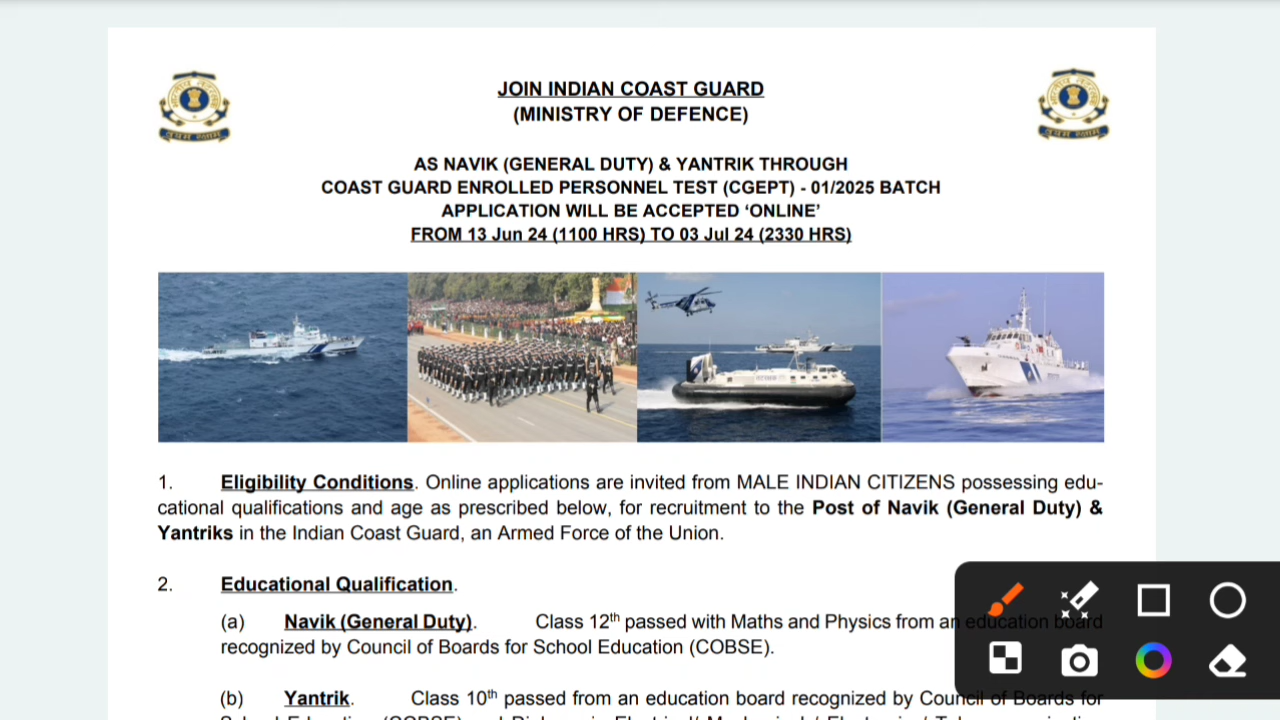 JOIN INDIAN COAST GUARD
(MINISTRY OF DEFENCE)
AS NAVIK (GENERAL DUTY) & YANTRIK THROUGH
COAST GUARD ENROLLED PERSONNEL TEST (CGEPT) - 01/2025 BATCH
APPLICATION WILL BE ACCEPTED ‘ONLINE’
FROM 13 Jun 24 (1100 HRS) TO 03 Jul 24 (2330 HRS)
1. Eligibility Conditions. Online applications are invited from MALE INDIAN CITIZENS possessing edu-
cational qualifications and age as prescribed below, for recruitment to the Post of Navik (General Duty) &
Yantriks in the Indian Coast Guard, an Armed Force of the Union.
2. Educational Qualification.
(a) Navik (General Duty). Class 12th passed with Maths and Physics from an education board
recognized by Council of Boards for School Education (COBSE).
(b) Yantrik. Class 10th passed from an education board recognized by Council of Boards for